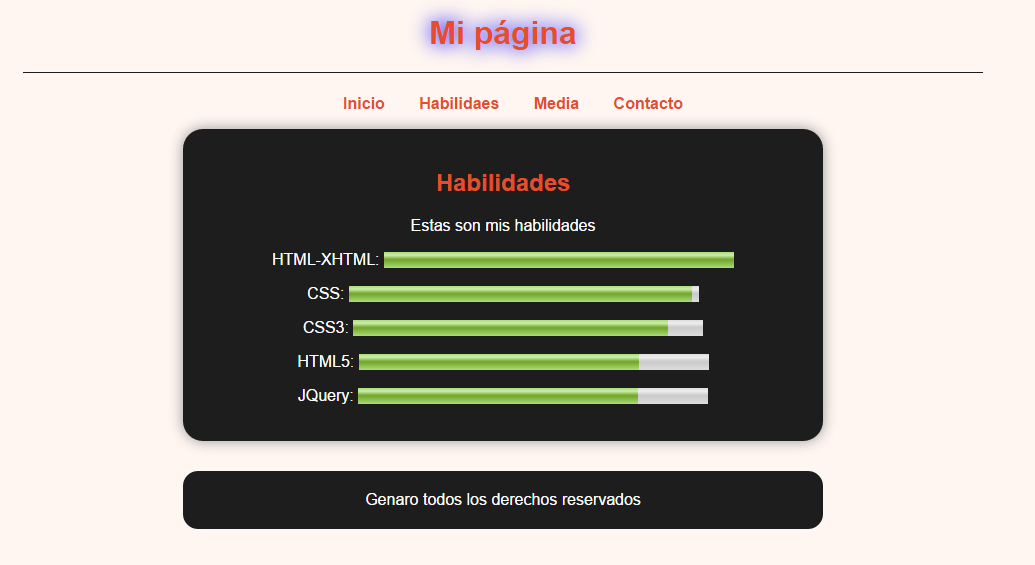 Mi página
Inicio Habilidaes Media Contacto
Habilidades
Estas son mis habilidades
HTML-XHTML:
CSS:
CSS3:
HTML5:
JQuery:
Genaro todos los derechos reservados